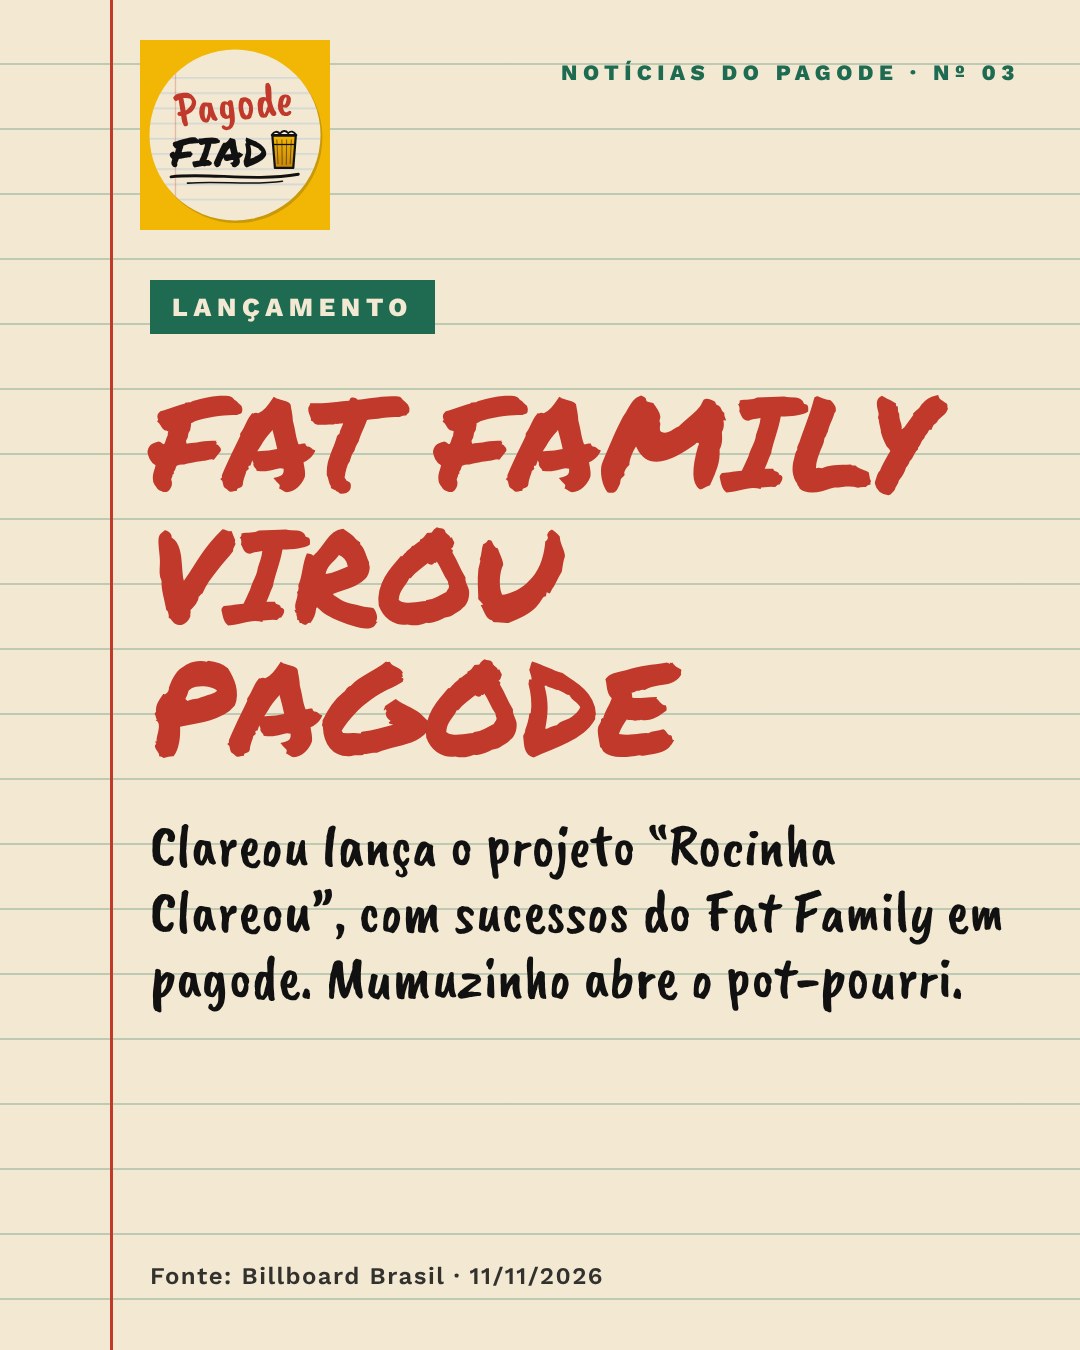 Pagode
FIADO
NOTÍCIAS DO PAGODE · Nº 03
LANÇAMENTO
FAT FAMILY
VIROU
PAGODE
Clareou lança o projeto “Rocinha
Clareou”, com sucessos do Fat Family em
pagode. Mumuzinho abre o pot-pourri.
Fonte: Billboard Brasil · 11/11/2026